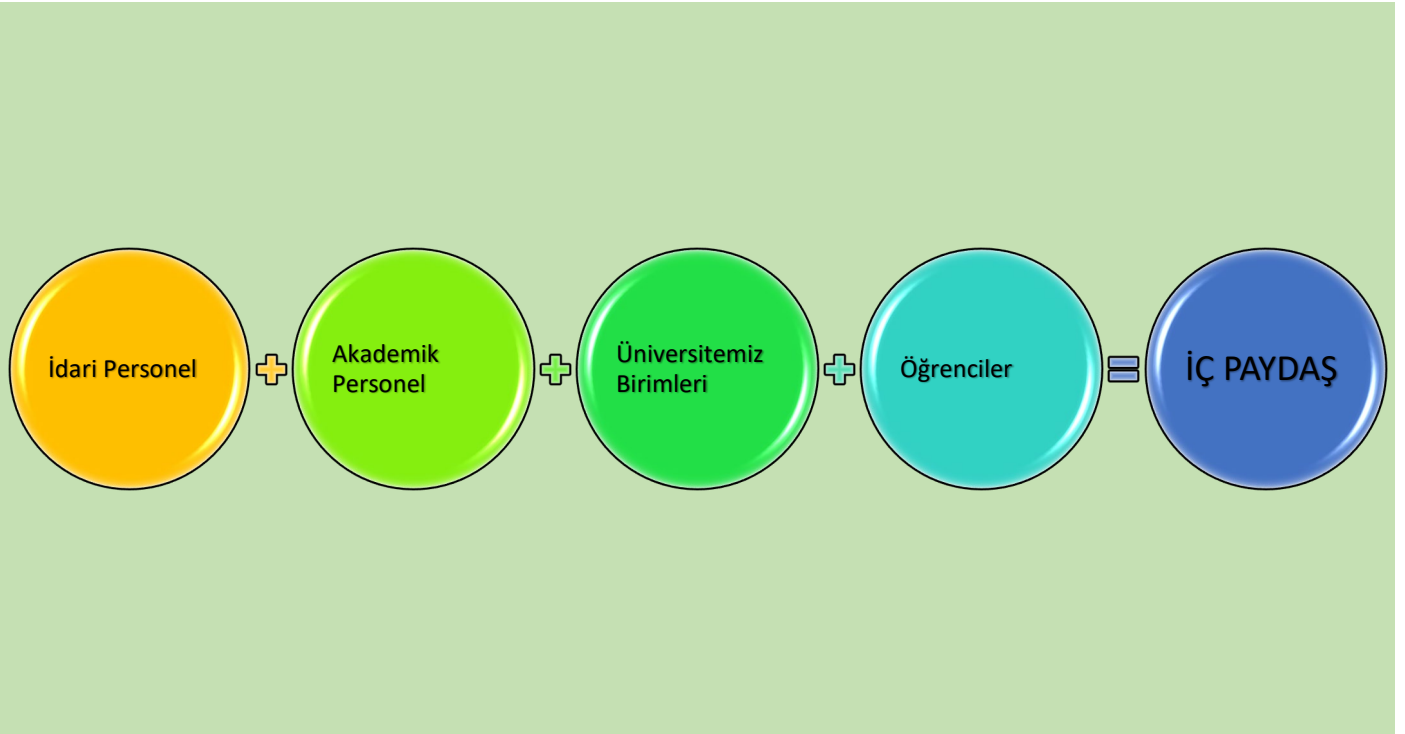 İdari Personel
Akademik
Personel
Üniversitemiz
Birimleri
Öğrenciler
İÇ PAYDAŞ